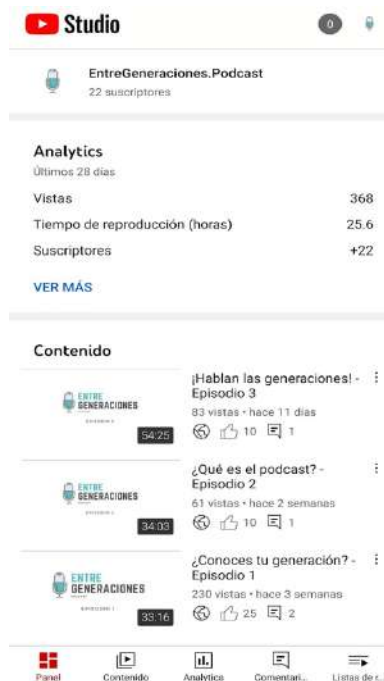 Studio
0
EntreGeneraciones.Podcast
22 suscriptores
Analytics
Últimos 28 días
Vistas 368
Tiempo de reproducción (horas) 25.6
Suscriptores +22
VER MÁS
Contenido
ENTRE
GENERACIONES
54:25
¡Hablan las generaciones! -
Episodio 3
83 vistas • hace 11 días
10 1
ENTRE
GENERACIONES
34:03
¿Qué es el podcast? -
Episodio 2
61 vistas • hace 2 semanas
10 1
ENTRE
GENERACIONES
33:16
¿Conoces tu generación? -
Episodio 1
230 vistas • hace 3 semanas
25 2
Panel Contenido Analytics Comentari... Listas de r...